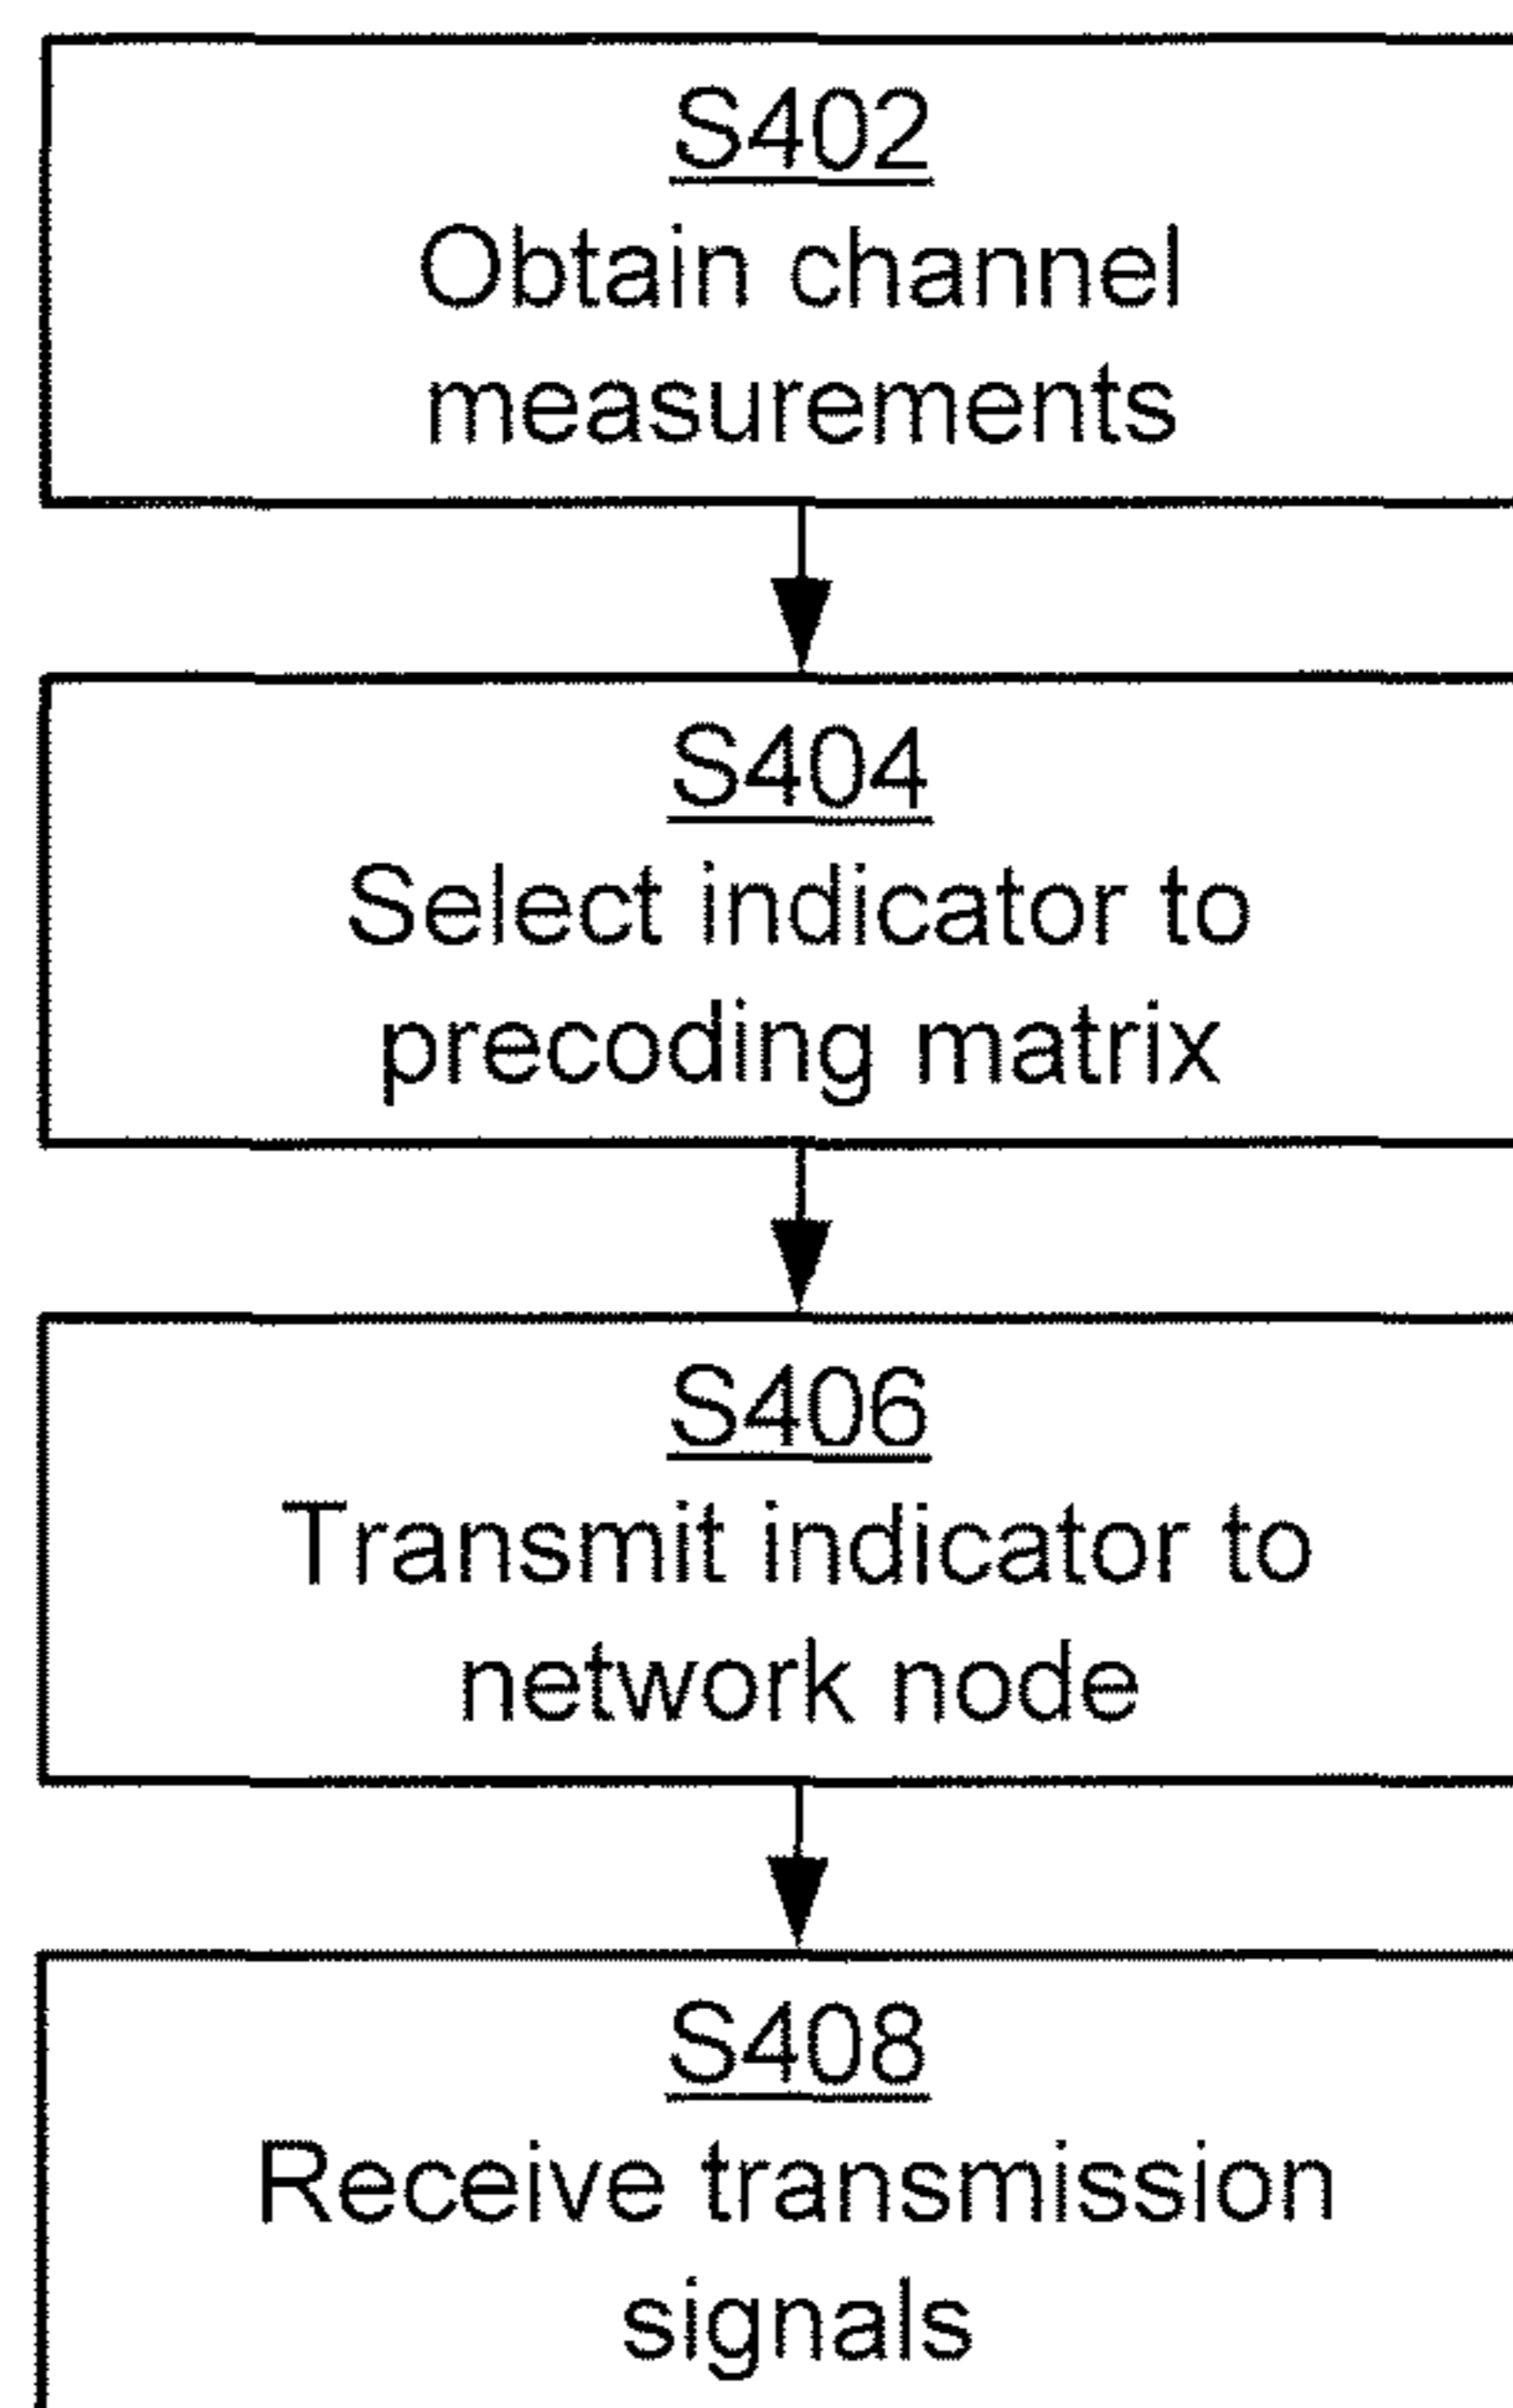 S402
Obtain channel
measurements
S404
Select indicator to
precoding matrix
S406
Transmit indicator to
network node
S408
Receive transmission
signals